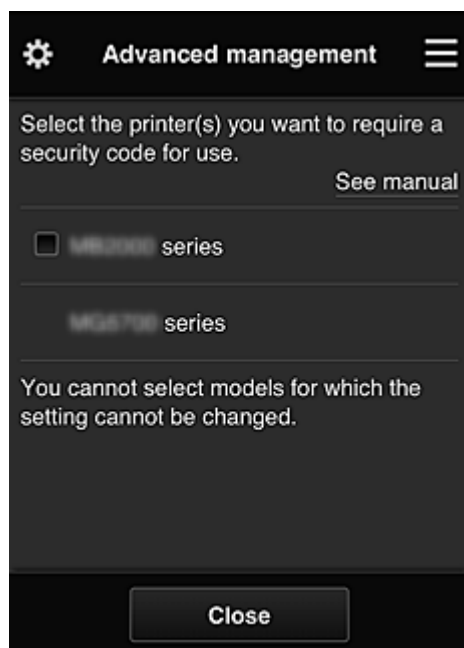 Advanced management
Select the printer(s) you want to require a
security code for use.
See manual
series
series
You cannot select models for which the
setting cannot be changed.
Close